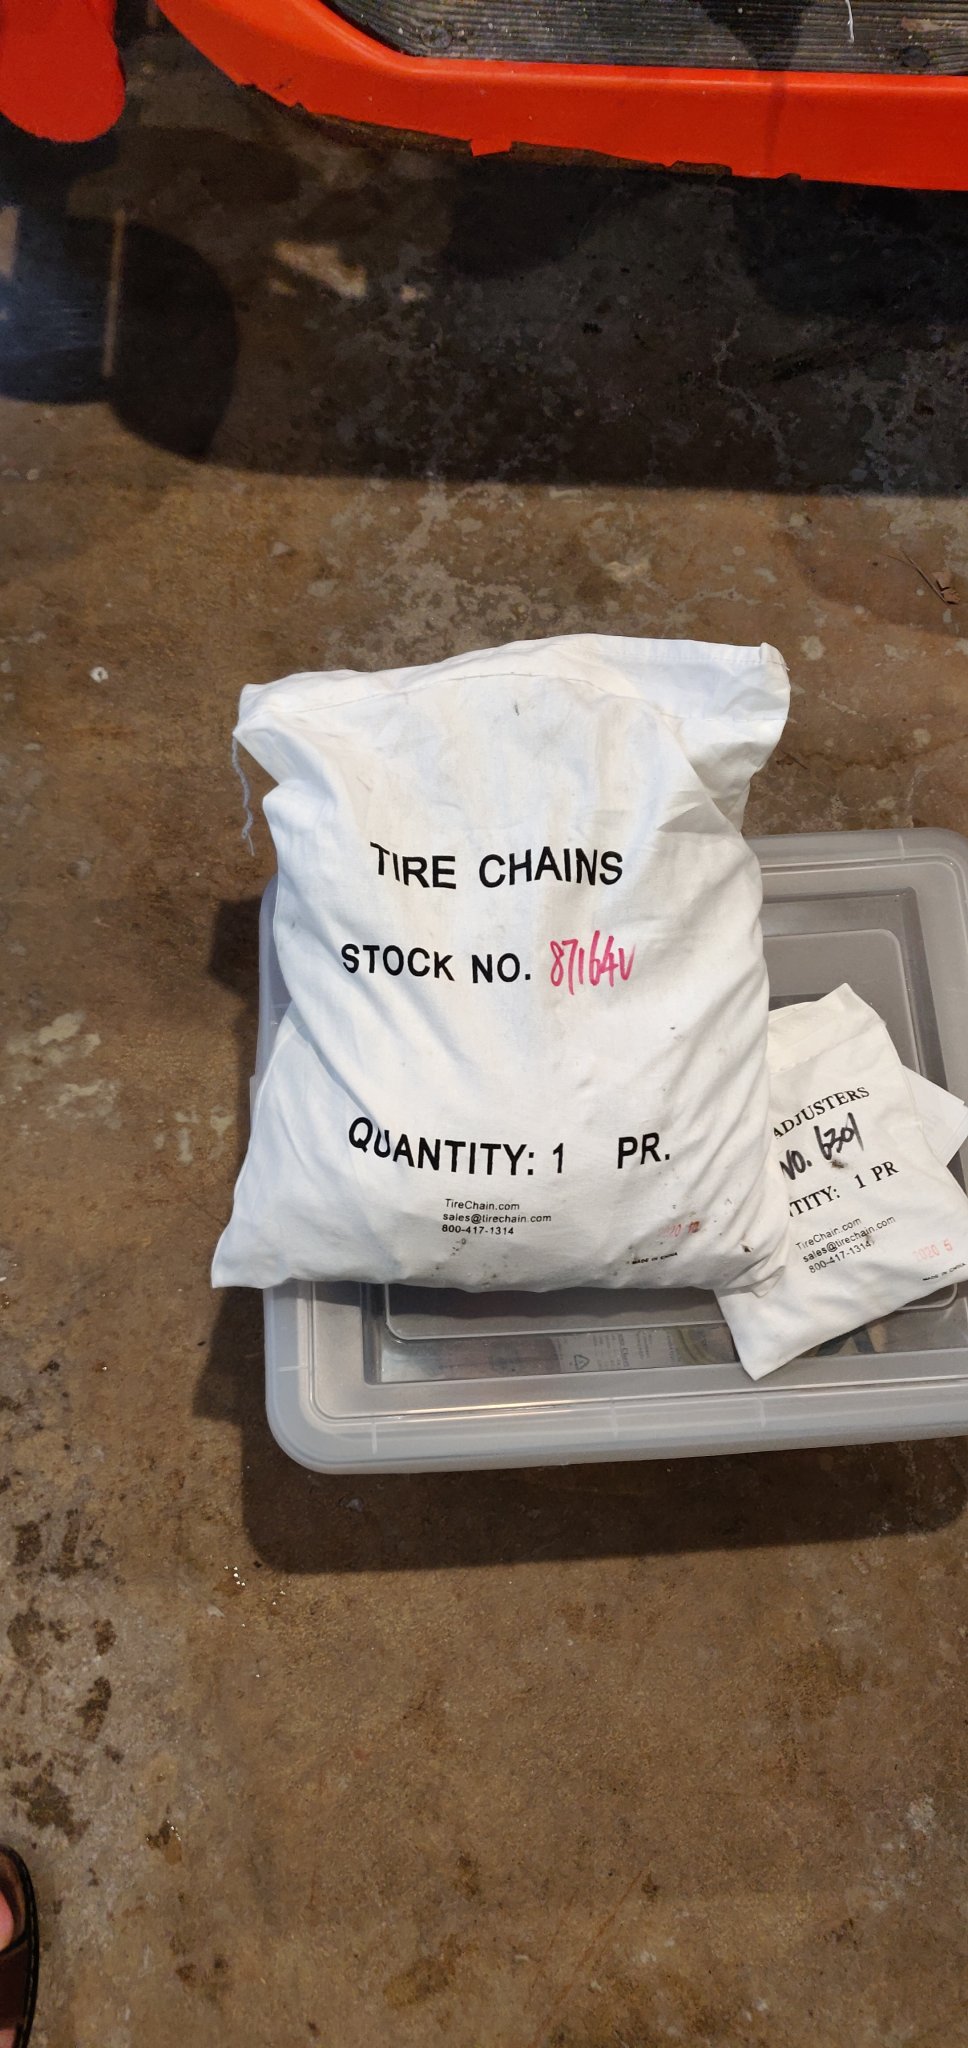 TIRE CHAINS
STOCK NO. 87164V
QUANTITY: 1 PR.
TireChain.com
sales@tirechain.com
800-417-1314
MADE IN CHINA
ADJUSTERS
NO. 6301
TITY: 1 PR
TireChain.com
sales@tirechain.com
800-417-1314
2020 5
MADE IN CHINA